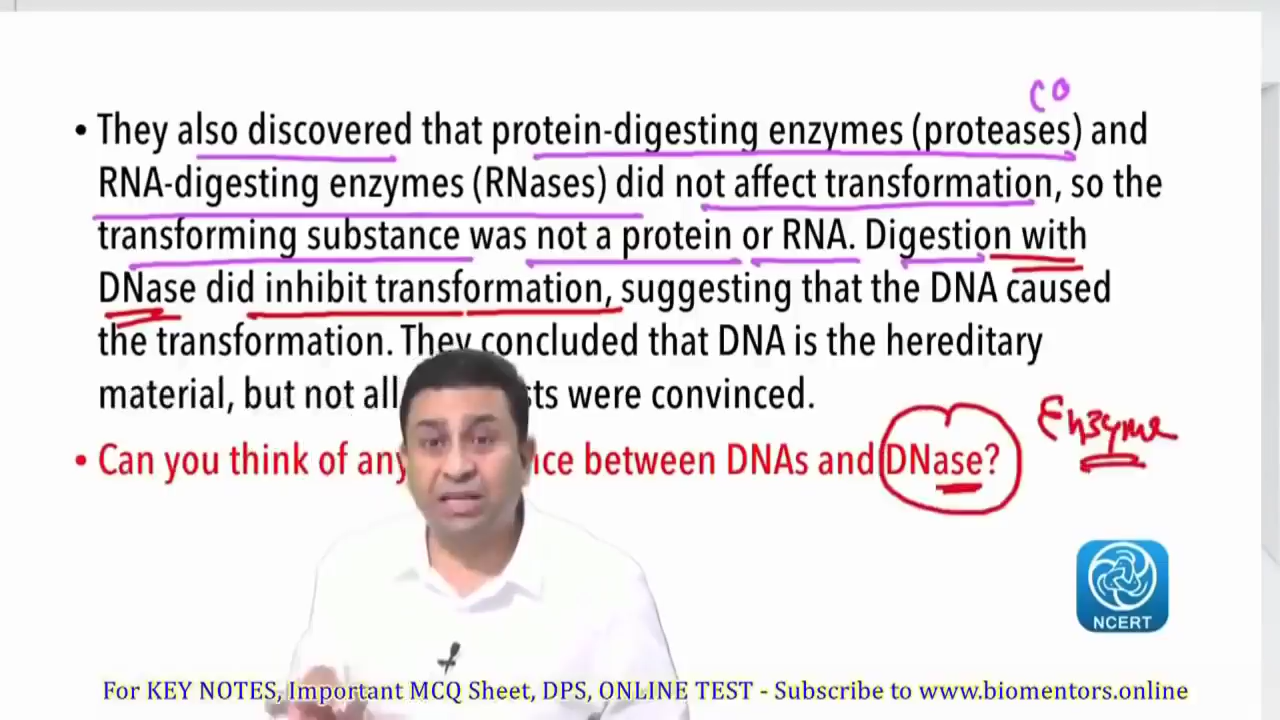 co
• They also discovered that protein-digesting enzymes (proteases) and
RNA-digesting enzymes (RNases) did not affect transformation, so the
transforming substance was not a protein or RNA. Digestion with
DNase did inhibit transformation, suggesting that the DNA caused
the transformation. They concluded that DNA is the hereditary
material, but not all sts were convinced.
• Can you think of any nce between DNAs and DNase?
Enzyme
NCERT
For KEY NOTES, Important MCQ Sheet, DPS, ONLINE TEST - Subscribe to www.biomentors.online